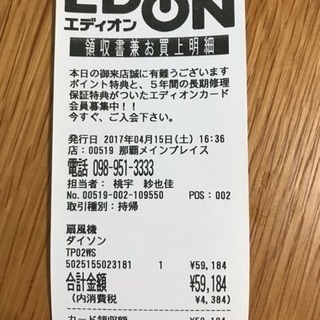 EDION
エディオン
領収書兼お買上明細
本日の御来店誠に有難うございます
ポイント特典と、５年間の長期修理
保証特典がついたエディオンカード
会員募集中！！
今すぐ、ご入会下さい。
発行日 2017年04月15日(土) 16:36
店：00519 那覇メインプレイス
電話 098-951-3333
担当者： 桃宇 紗也佳
No.00519-002-109550 POS：002
取引種別：持帰
扇風機
ダイソン
TP02WS
5025155023181 1 ¥59,184
合計金額 ¥59,184
(内消費税 ¥4,384)
カード領収額 ¥59,184